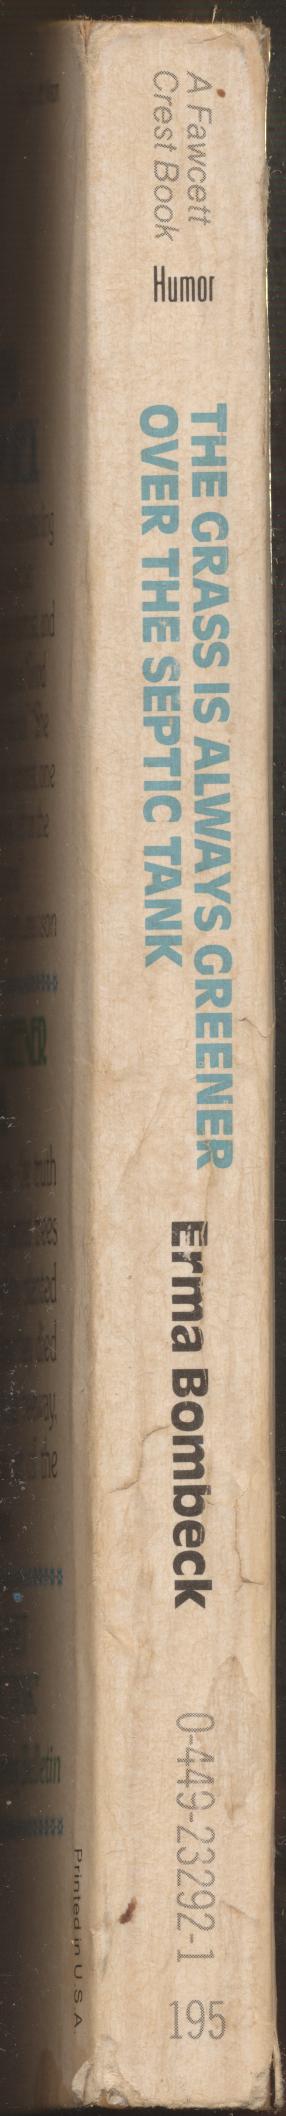 A Fawcett
Crest Book
Humor
THE GRASS IS ALWAYS GREENER
OVER THE SEPTIC TANK
Erma Bombeck
0-449-23292-1
195
Printed in U.S.A.